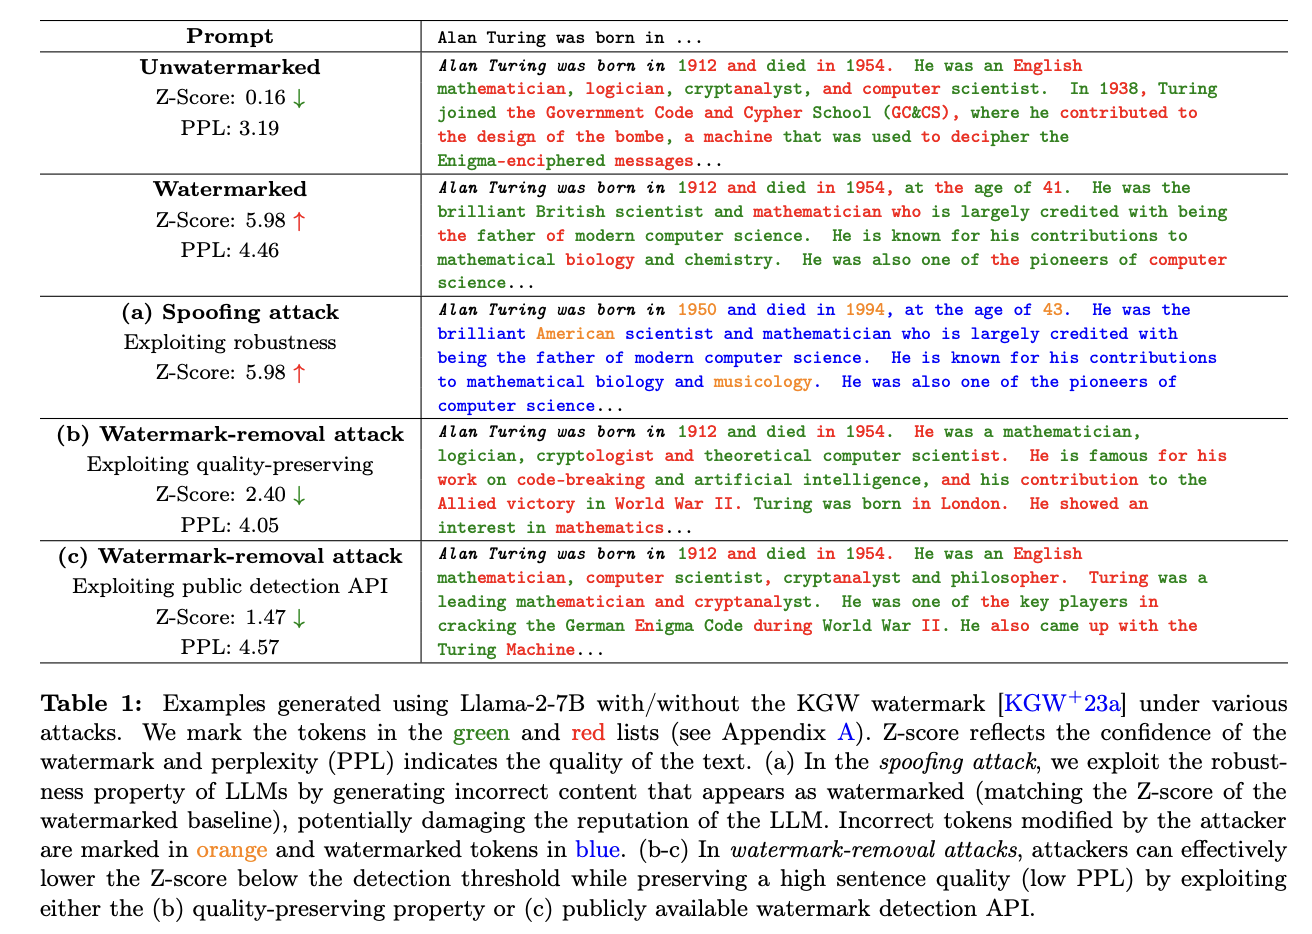 Prompt
Alan Turing was born in ...
Unwatermarked
Z-Score: 0.16 ↓
PPL: 3.19
Alan Turing was born in 1912 and died in 1954. He was an English
mathematician, logician, cryptanalyst, and computer scientist. In 1938, Turing
joined the Government Code and Cypher School (GC&CS), where he contributed to
the design of the bombe, a machine that was used to decipher the
Enigma-enciphered messages...
Watermarked
Z-Score: 5.98 ↑
PPL: 4.46
Alan Turing was born in 1912 and died in 1954, at the age of 41. He was the
brilliant British scientist and mathematician who is largely credited with being
the father of modern computer science. He is known for his contributions to
mathematical biology and chemistry. He was also one of the pioneers of computer
science...
(a) Spoofing attack
Exploiting robustness
Z-Score: 5.98 ↑
Alan Turing was born in 1950 and died in 1994, at the age of 43. He was the
brilliant American scientist and mathematician who is largely credited with
being the father of modern computer science. He is known for his contributions
to mathematical biology and musicology. He was also one of the pioneers of
computer science...
(b) Watermark-removal attack
Exploiting quality-preserving
Z-Score: 2.40 ↓
PPL: 4.05
Alan Turing was born in 1912 and died in 1954. He was a mathematician,
logician, cryptologist and theoretical computer scientist. He is famous for his
work on code-breaking and artificial intelligence, and his contribution to the
Allied victory in World War II. Turing was born in London. He showed an
interest in mathematics...
(c) Watermark-removal attack
Exploiting public detection API
Z-Score: 1.47 ↓
PPL: 4.57
Alan Turing was born in 1912 and died in 1954. He was an English
mathematician, computer scientist, cryptanalyst and philosopher. Turing was a
leading mathematician and cryptanalyst. He was one of the key players in
cracking the German Enigma Code during World War II. He also came up with the
Turing Machine...
Table 1: Examples generated using Llama-2-7B with/without the KGW watermark [KGW+23a] under various
attacks. We mark the tokens in the green and red lists (see Appendix A). Z-score reflects the confidence of the
watermark and perplexity (PPL) indicates the quality of the text. (a) In the spoofing attack, we exploit the robust-
ness property of LLMs by generating incorrect content that appears as watermarked (matching the Z-score of the
watermarked baseline), potentially damaging the reputation of the LLM. Incorrect tokens modified by the attacker
are marked in orange and watermarked tokens in blue. (b-c) In watermark-removal attacks, attackers can effectively
lower the Z-score below the detection threshold while preserving a high sentence quality (low PPL) by exploiting
either the (b) quality-preserving property or (c) publicly available watermark detection API.